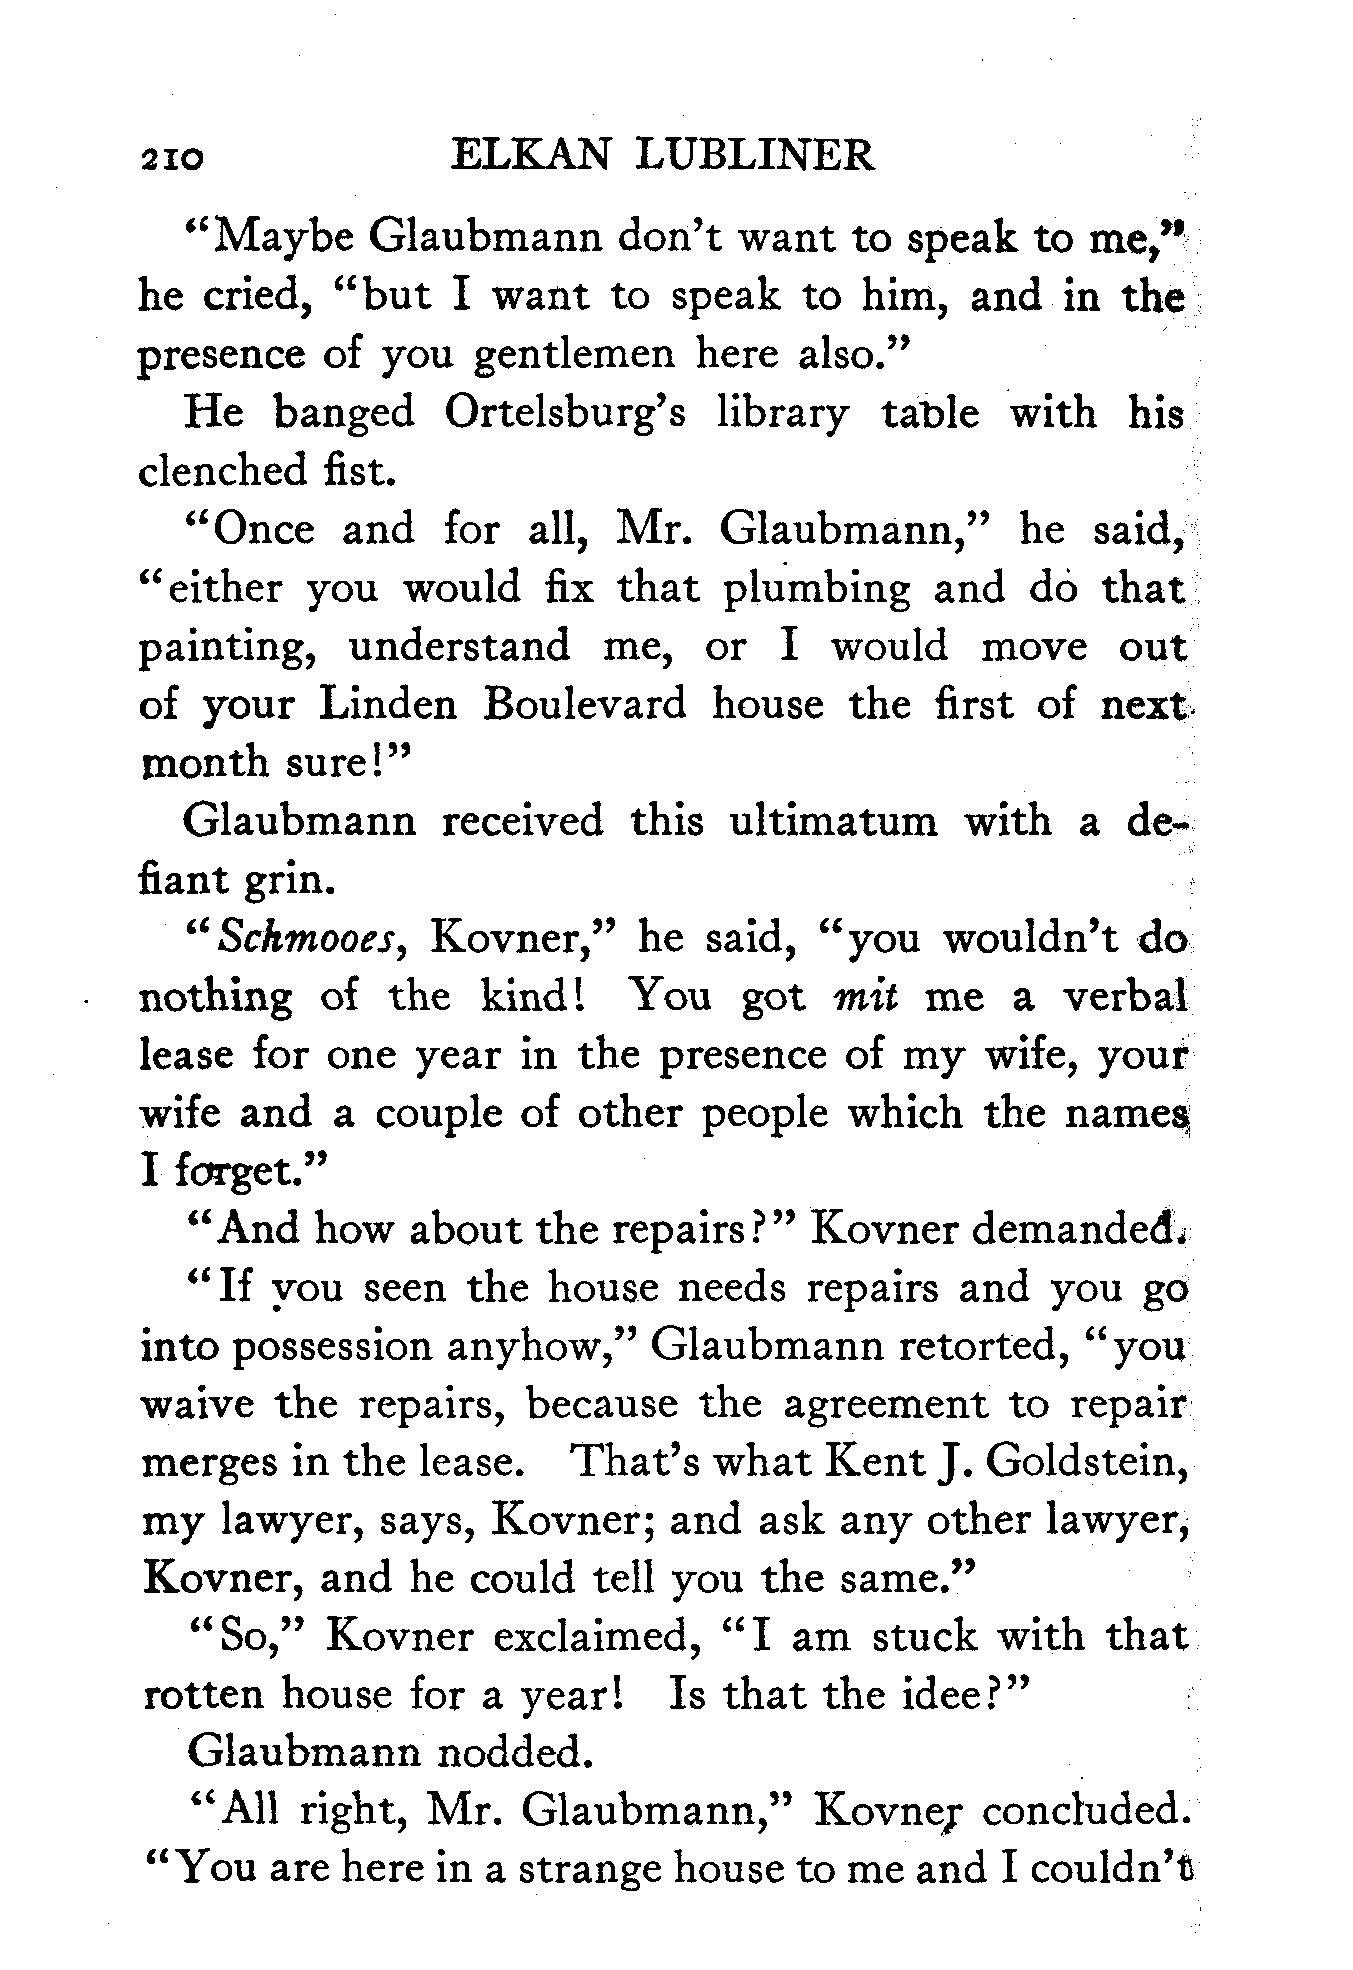 210 ELKAN LUBLINER
“Maybe Glaubmann don’t want to speak to me,”
he cried, “but I want to speak to him, and in the
presence of you gentlemen here also.”
He banged Ortelsburg’s library table with his
clenched fist.
“Once and for all, Mr. Glaubmann,” he said,
“either you would fix that plumbing and do that
painting, understand me, or I would move out
of your Linden Boulevard house the first of next
month sure!”
Glaubmann received this ultimatum with a de-
fiant grin.
“Schmooes, Kovner,” he said, “you wouldn’t do
nothing of the kind! You got mit me a verbal
lease for one year in the presence of my wife, your
wife and a couple of other people which the names
I forget.”
“And how about the repairs?” Kovner demanded.
“If you seen the house needs repairs and you go
into possession anyhow,” Glaubmann retorted, “you
waive the repairs, because the agreement to repair
merges in the lease. That’s what Kent J. Goldstein,
my lawyer, says, Kovner; and ask any other lawyer,
Kovner, and he could tell you the same.”
“So,” Kovner exclaimed, “I am stuck with that
rotten house for a year! Is that the idee?”
Glaubmann nodded.
“All right, Mr. Glaubmann,” Kovner concluded.
“You are here in a strange house to me and I couldn’t